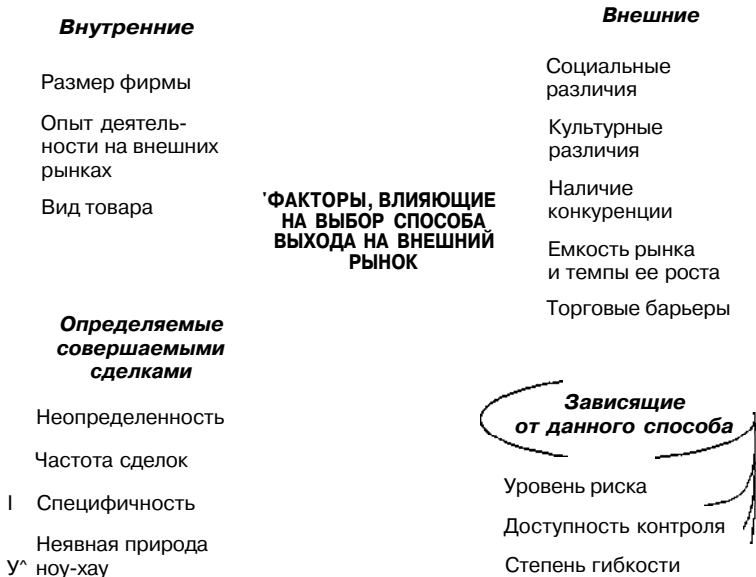 Внутренние
Размер фирмы
Опыт деятель-
ности на внешних
рынках
Вид товара
Внешние
Социальные
различия
Культурные
различия
Наличие
конкуренции
Емкость рынка
и темпы ее роста
Торговые барьеры
'ФАКТОРЫ, ВЛИЯЮЩИЕ
НА ВЫБОР СПОСОБА
ВЫХОДА НА ВНЕШНИЙ
РЫНОК
Определяемые
совершаемыми
сделками
Неопределенность
Частота сделок
I Специфичность
Неявная природа
У^ ноу-хау
Зависящие
от данного способа
Уровень риска
Доступность контроля
Степень гибкости